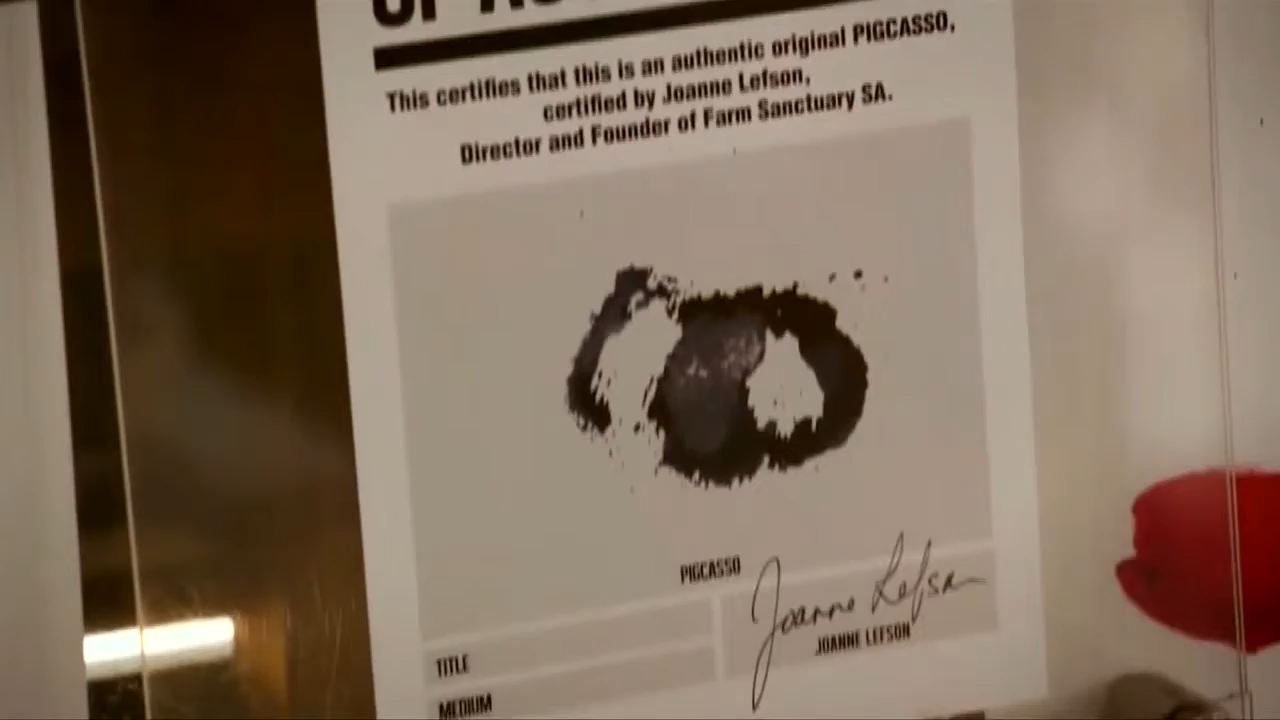 This certifies that this is an authentic original PIGCASSO,
certified by Joanne Lefson,
Director and Founder of Farm Sanctuary SA.
PIGCASSO
Joanne Lefson
JOANNE LEFSON
TITLE
MEDIUM